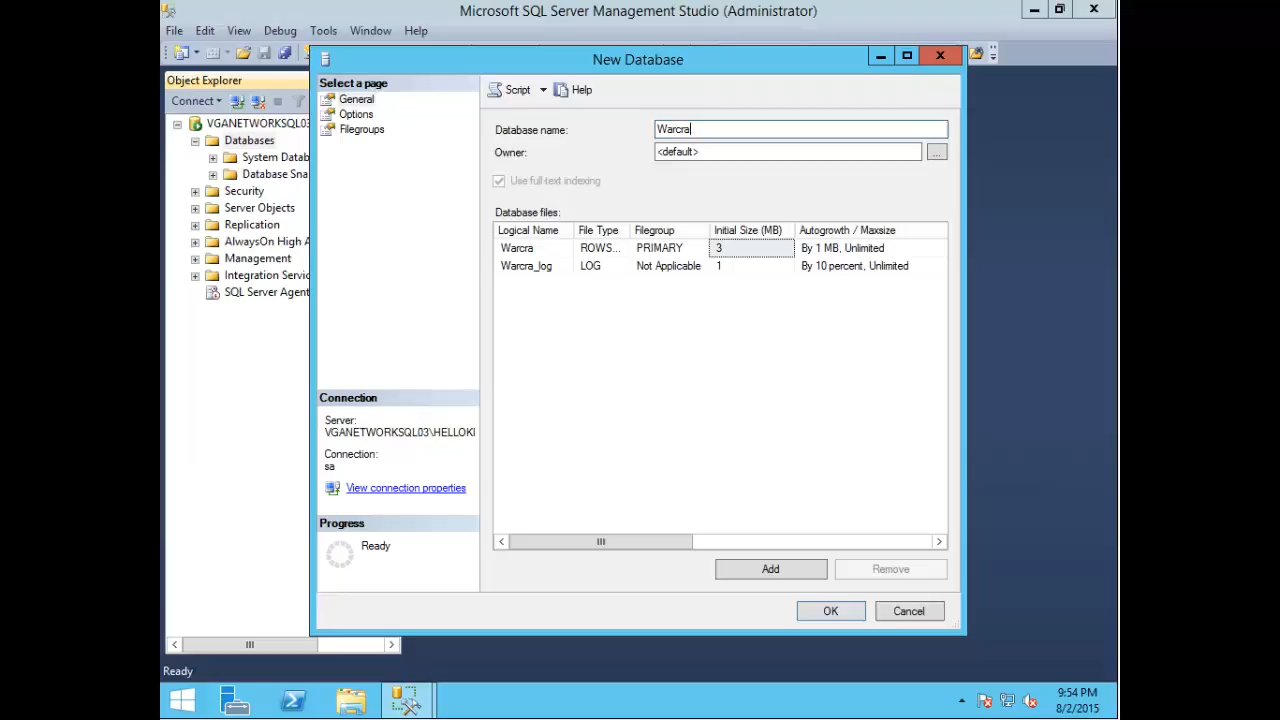 Microsoft SQL Server Management Studio (Administrator)
File Edit View Debug Tools Window Help
New Database
Object Explorer
Connect
VGANETWORKSQL03
Databases
System Datab
Database Sna
Security
Server Objects
Replication
AlwaysOn High A
Management
Integration Servic
SQL Server Agent
Select a page
General
Options
Filegroups
Script Help
Database name: Warcra
Owner: <default> ...
Use full-text indexing
Database files:
Logical Name File Type Filegroup Initial Size (MB) Autogrowth / Maxsize
Warcra ROWS... PRIMARY 3 By 1 MB, Unlimited
Warcra_log LOG Not Applicable 1 By 10 percent, Unlimited
Connection
Server:
VGANETWORKSQL03\HELLOKI
Connection:
sa
View connection properties
Progress
Ready
Add Remove
OK Cancel
Ready
9:54 PM
8/2/2015